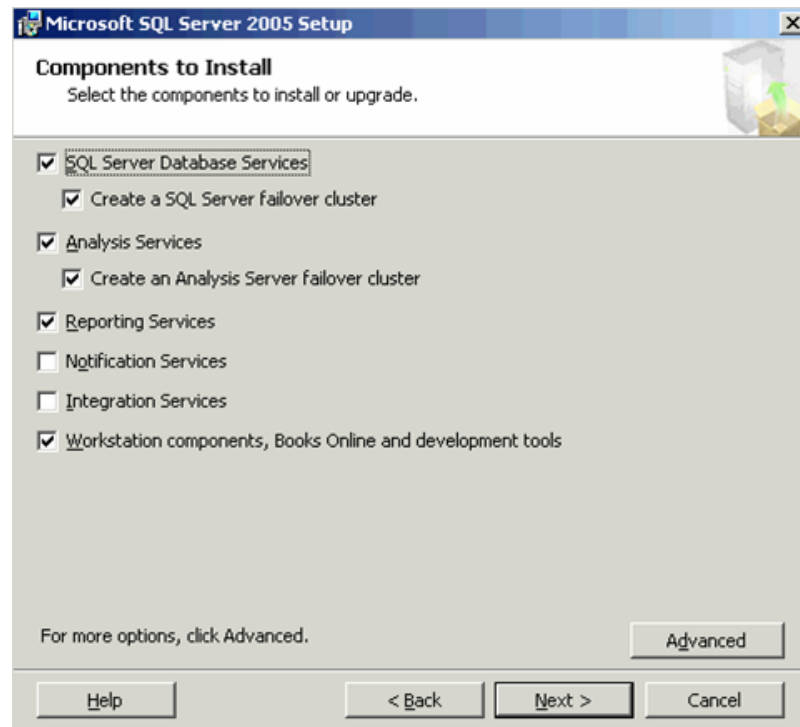 Microsoft SQL Server 2005 Setup
Components to Install
Select the components to install or upgrade.
SQL Server Database Services
Create a SQL Server failover cluster
Analysis Services
Create an Analysis Server failover cluster
Reporting Services
Notification Services
Integration Services
Workstation components, Books Online and development tools
For more options, click Advanced.
Advanced
Help
< Back
Next >
Cancel